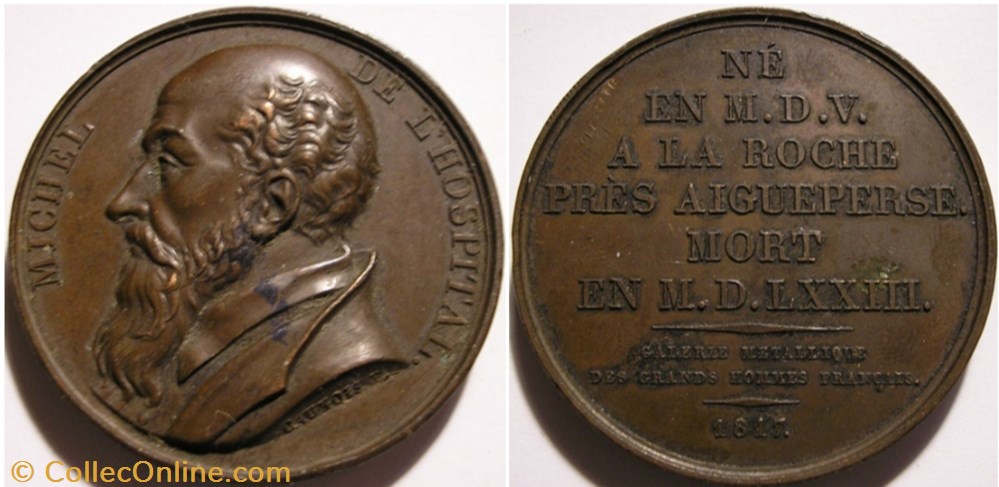 MICHEL DE L'HOSPITAL.
NÉ
EN M.D.V.
A LA ROCHE
PRÈS AIGUEPERSE.
MORT
EN M.D.LXXIII.
GALERIE METALLIQUE
DES GRANDS HOMMES FRANÇAIS.
1817.
© CollecOnline.com